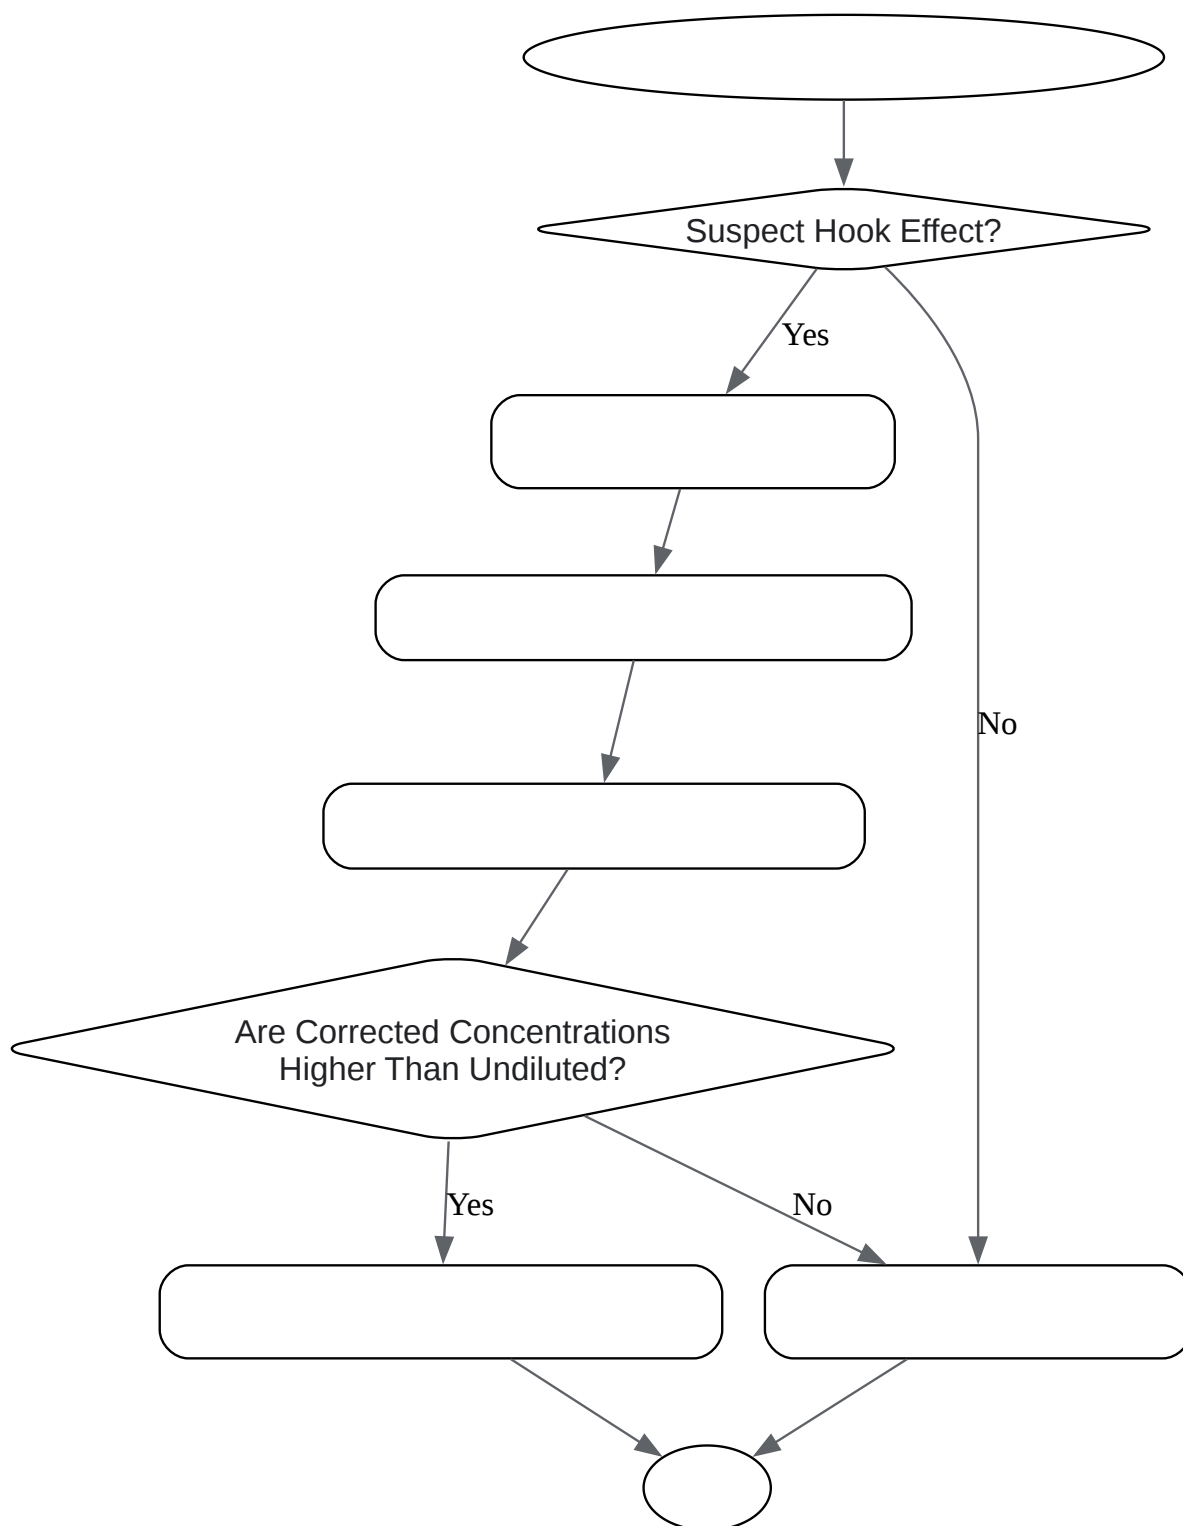 Suspect Hook Effect?
Yes
No
Are Corrected Concentrations
Higher Than Undiluted?
Yes
No